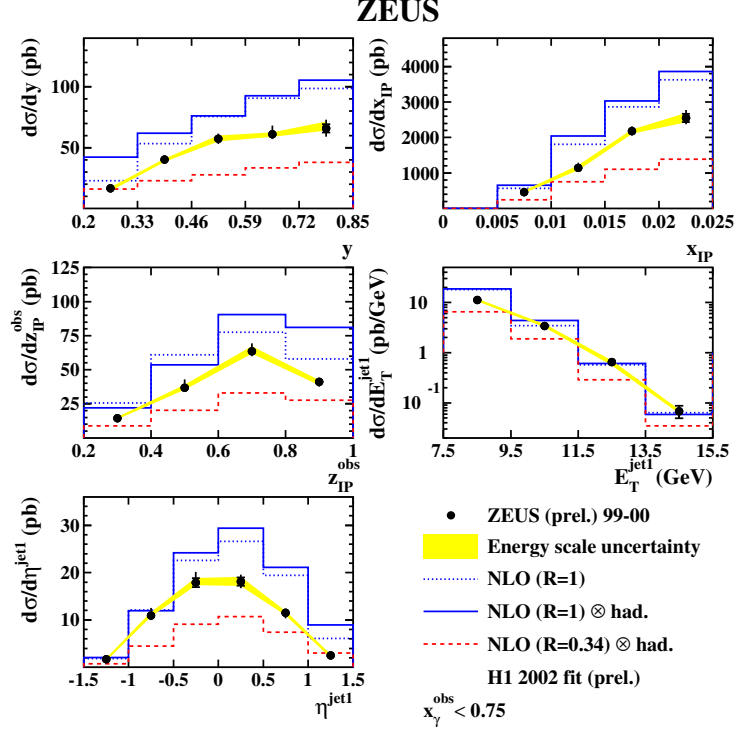 ZEUS
dσ/dy (pb)
100
50
0.2 0.33 0.46 0.59 0.72 0.85
y
dσ/dx_IP (pb)
4000
3000
2000
1000
0 0.005 0.01 0.015 0.02 0.025
x_IP
dσ/dz_IP^obs (pb)
125
100
75
50
25
0.2 0.4 0.6 0.8 1
z_IP^obs
dσ/dE_T^jet1 (pb/GeV)
10
1
10^-1
10^-2
7.5 9.5 11.5 13.5 15.5
E_T^jet1 (GeV)
dσ/dη^jet1 (pb)
30
20
10
-1.5 -1 -0.5 0 0.5 1 1.5
η^jet1
ZEUS (prel.) 99-00
Energy scale uncertainty
NLO (R=1)
NLO (R=1) ⊗ had.
NLO (R=0.34) ⊗ had.
H1 2002 fit (prel.)
x_γ^obs < 0.75